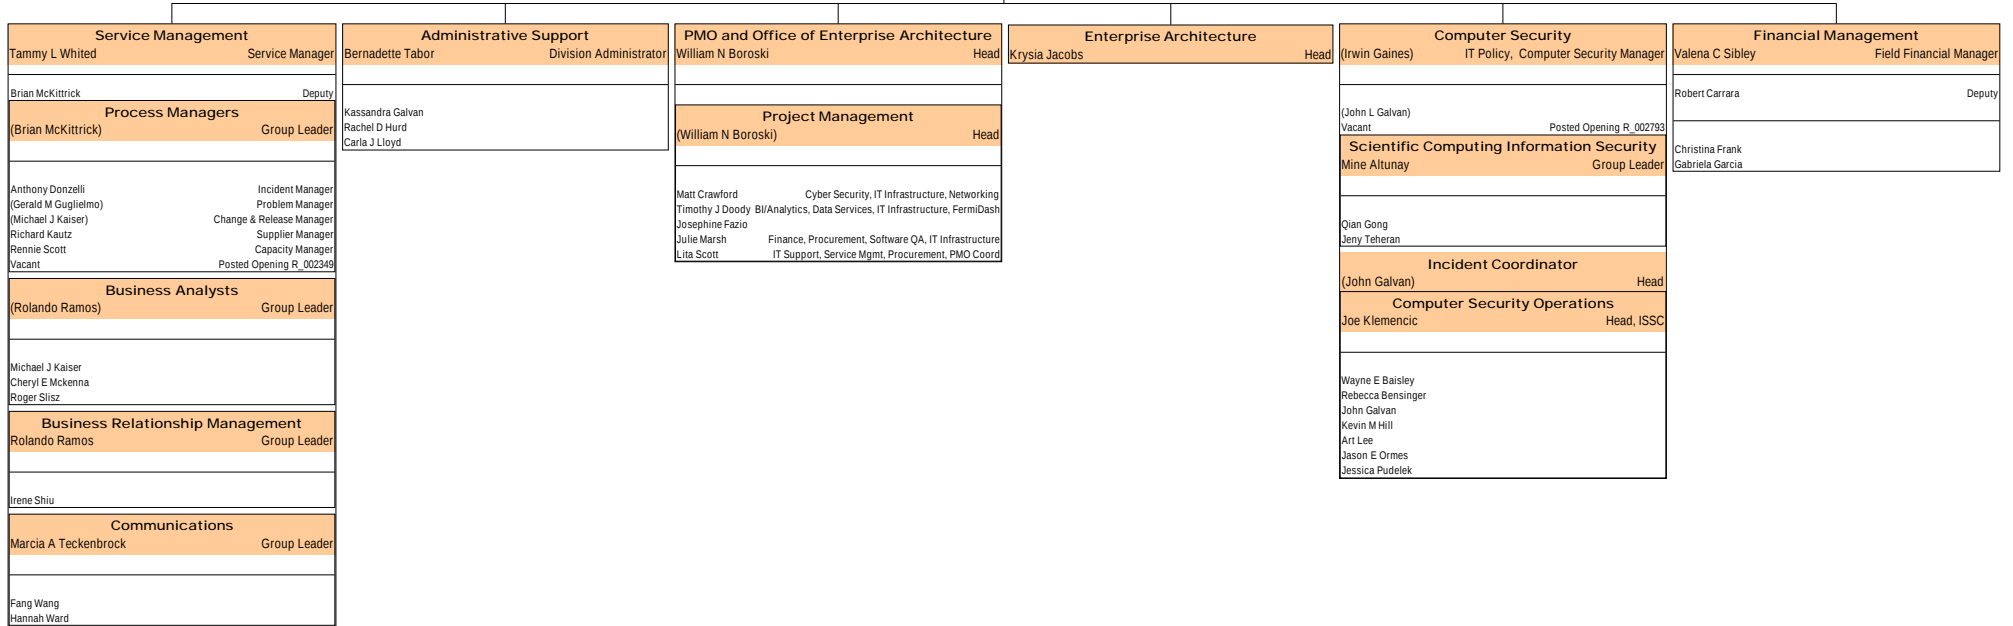 Service Management
Tammy L Whited Service Manager
Brian McKittrick Deputy
Process Managers
(Brian McKittrick) Group Leader
Anthony Donzelli Incident Manager
(Gerald M Guglielmo) Problem Manager
(Michael J Kaiser) Change & Release Manager
Richard Kautz Supplier Manager
Rennie Scott Capacity Manager
Vacant Posted Opening R_002349
Business Analysts
(Rolando Ramos) Group Leader
Michael J Kaiser
Cheryl E Mckenna
Roger Slisz
Business Relationship Management
Rolando Ramos Group Leader
Irene Shiu
Communications
Marcia A Teckenbrock Group Leader
Fang Wang
Hannah Ward
Administrative Support
Bernadette Tabor Division Administrator
Kassandra Galvan
Rachel D Hurd
Carla J Lloyd
PMO and Office of Enterprise Architecture
William N Boroski Head
Project Management
(William N Boroski) Head
Matt Crawford Cyber Security, IT Infrastructure, Networking
Timothy J Doody BI/Analytics, Data Services, IT Infrastructure, FermiDash
Josephine Fazio
Julie Marsh Finance, Procurement, Software QA, IT Infrastructure
Lita Scott IT Support, Service Mgmt, Procurement, PMO Coord
Enterprise Architecture
Krysia Jacobs Head
Computer Security
(Irwin Gaines) IT Policy, Computer Security Manager
(John L Galvan)
Vacant Posted Opening R_002793
Scientific Computing Information Security
Mine Altunay Group Leader
Qian Gong
Jeny Teheran
Incident Coordinator
(John Galvan) Head
Computer Security Operations
Joe Klemencic Head, ISSC
Wayne E Baisley
Rebecca Bensinger
John Galvan
Kevin M Hill
Art Lee
Jason E Ormes
Jessica Pudelek
Financial Management
Valena C Sibley Field Financial Manager
Robert Carrara Deputy
Christina Frank
Gabriela Garcia